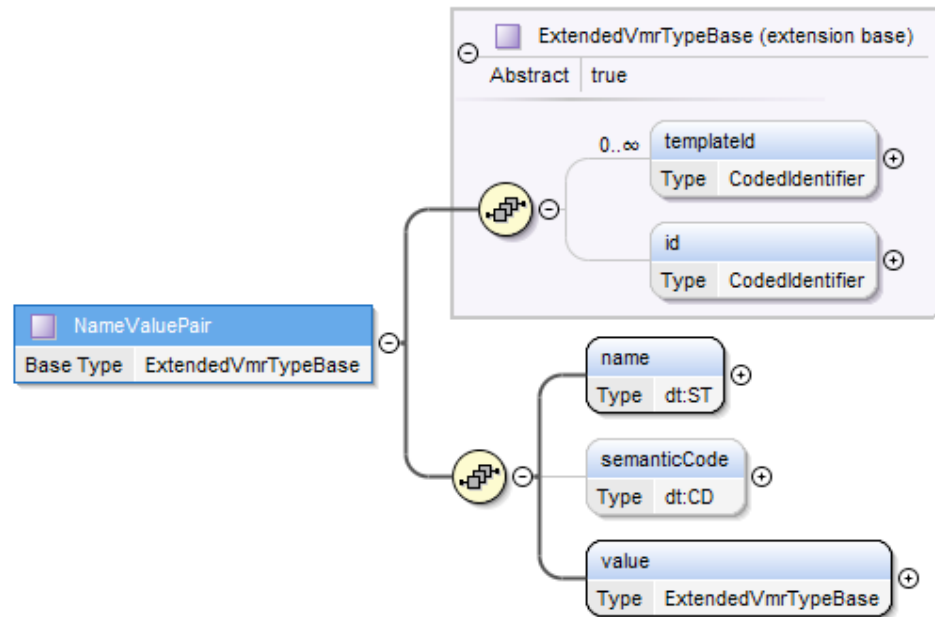 ExtendedVmrTypeBase (extension base)
Abstract true
0..∞
templateId
Type CodedIdentifier
id
Type CodedIdentifier
NameValuePair
Base Type ExtendedVmrTypeBase
name
Type dt:ST
semanticCode
Type dt:CD
value
Type ExtendedVmrTypeBase